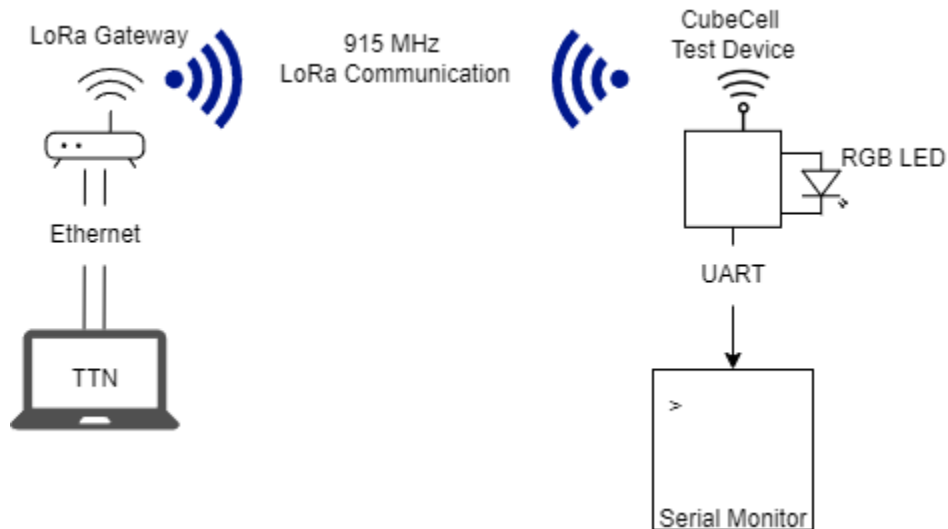 LoRa Gateway
915 MHz
LoRa Communication
CubeCell
Test Device
RGB LED
Ethernet
UART
TTN
>
Serial Monitor